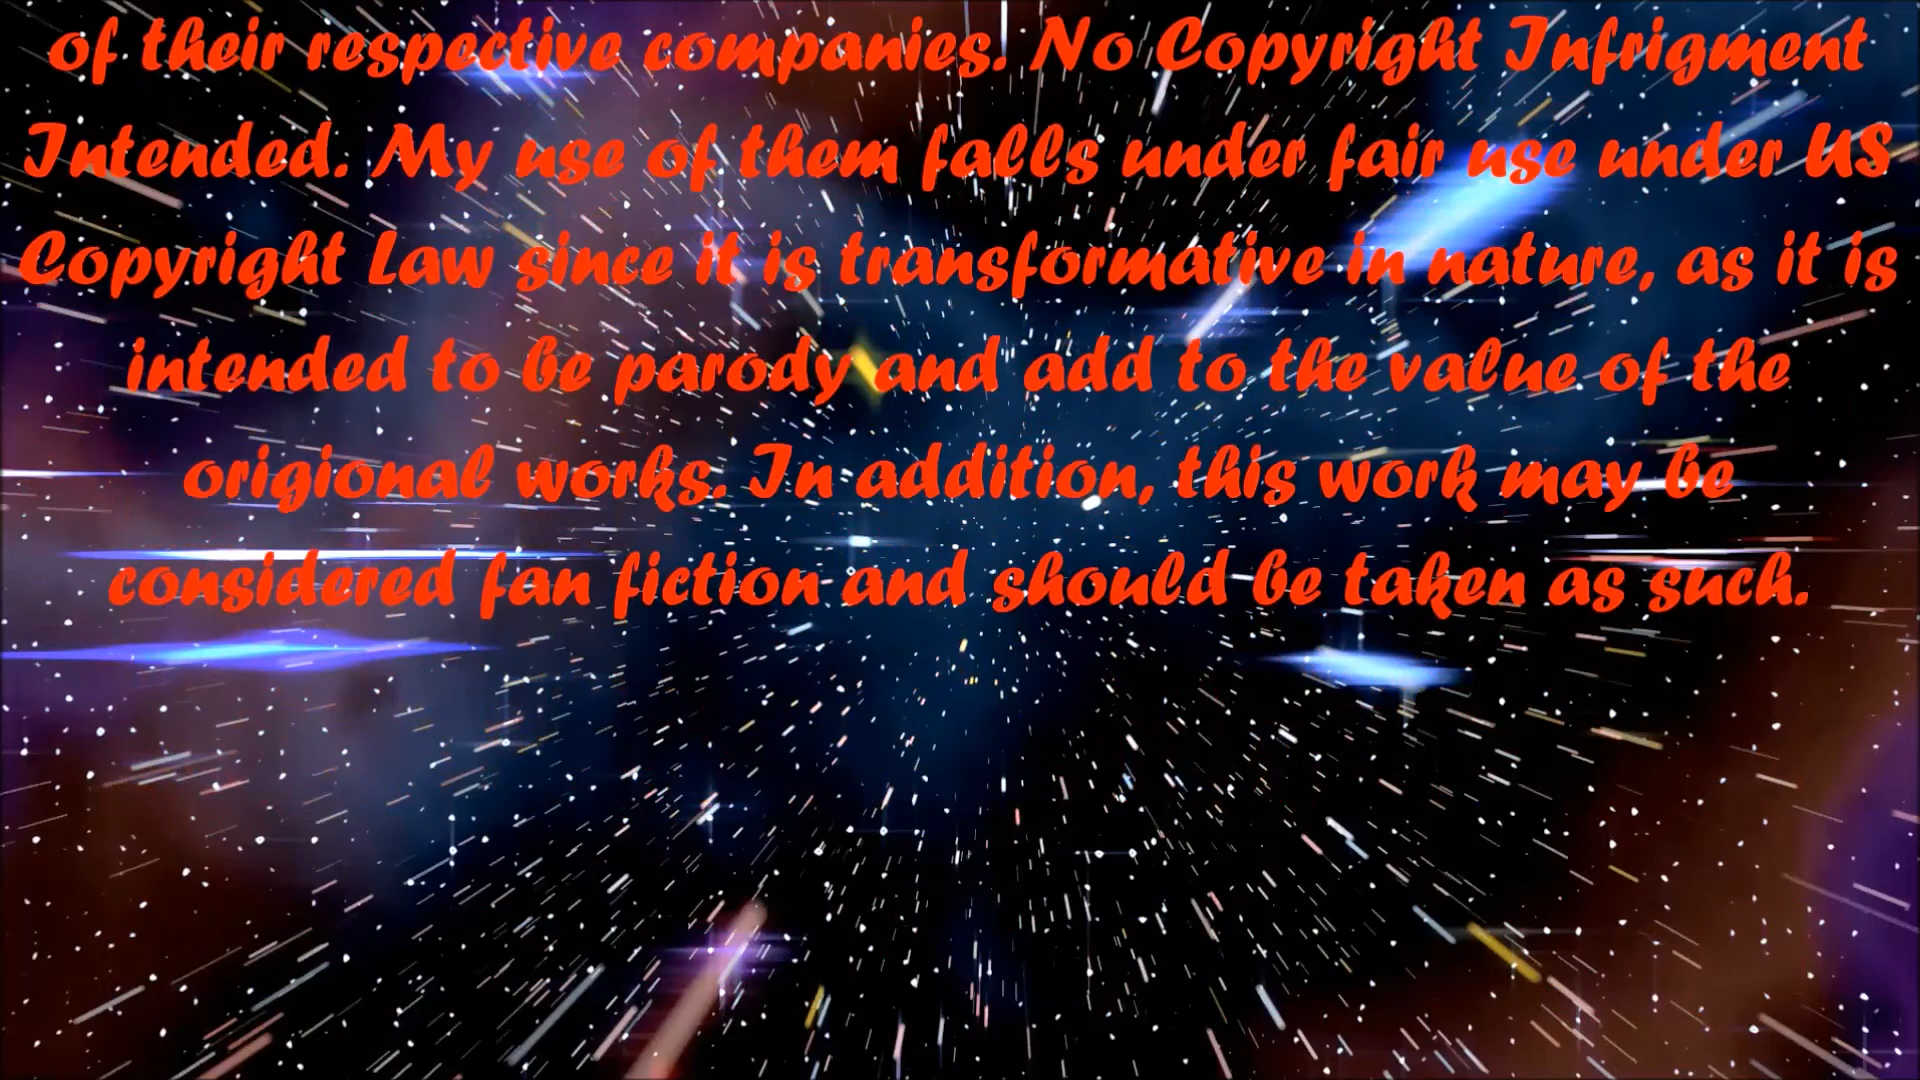 of their respective companies. No Copyright Infrigment
Intended. My use of them falls under fair use under US
Copyright Law since it is transformative in nature, as it is
intended to be parody and add to the value of the
origional works. In addition, this work may be
considered fan fiction and should be taken as such.